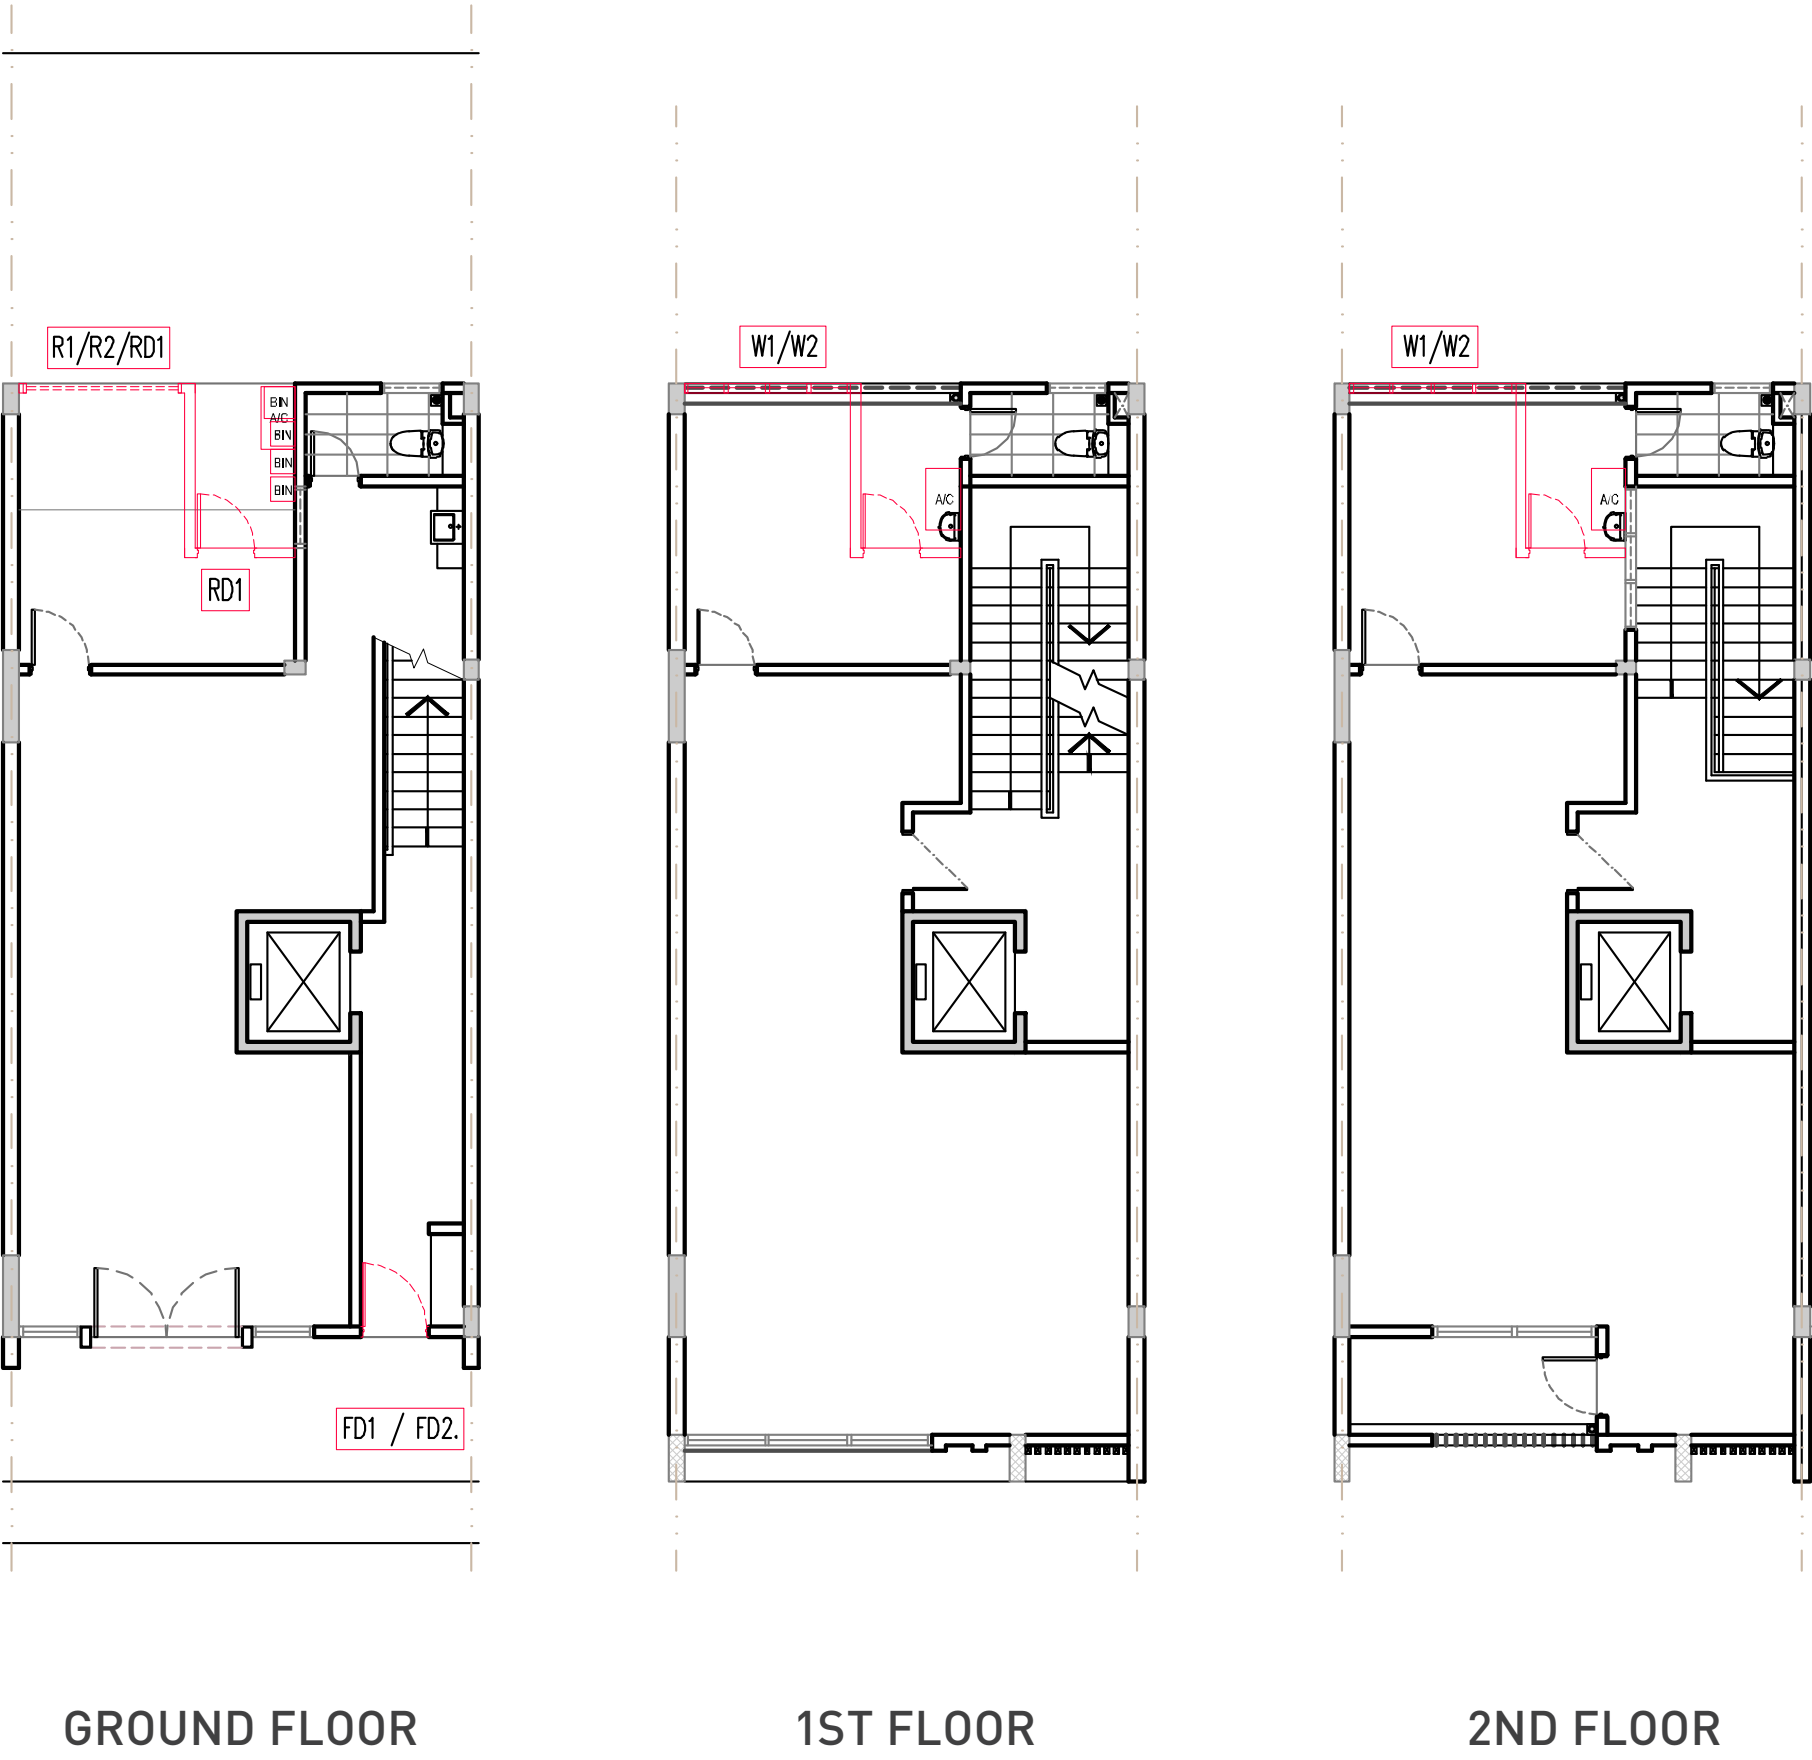 R1/R2/RD1
W1/W2
W1/W2
BIN
A/C
BIN
BIN
BIN
A/C
A/C
RD1
FD1 / FD2.
GROUND FLOOR
1ST FLOOR
2ND FLOOR